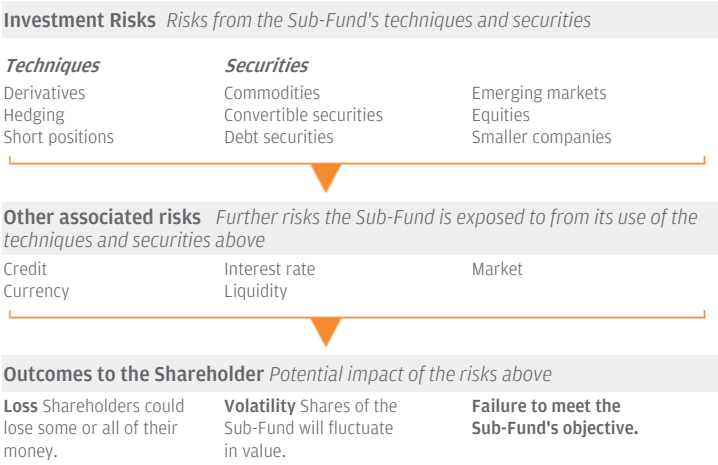 Investment Risks Risks from the Sub-Fund's techniques and securities
Techniques
Derivatives
Hedging
Short positions
Securities
Commodities
Convertible securities
Debt securities
Emerging markets
Equities
Smaller companies
Other associated risks Further risks the Sub-Fund is exposed to from its use of the
techniques and securities above
Credit
Currency
Interest rate
Liquidity
Market
Outcomes to the Shareholder Potential impact of the risks above
Loss Shareholders could
lose some or all of their
money.
Volatility Shares of the
Sub-Fund will fluctuate
in value.
Failure to meet the
Sub-Fund's objective.